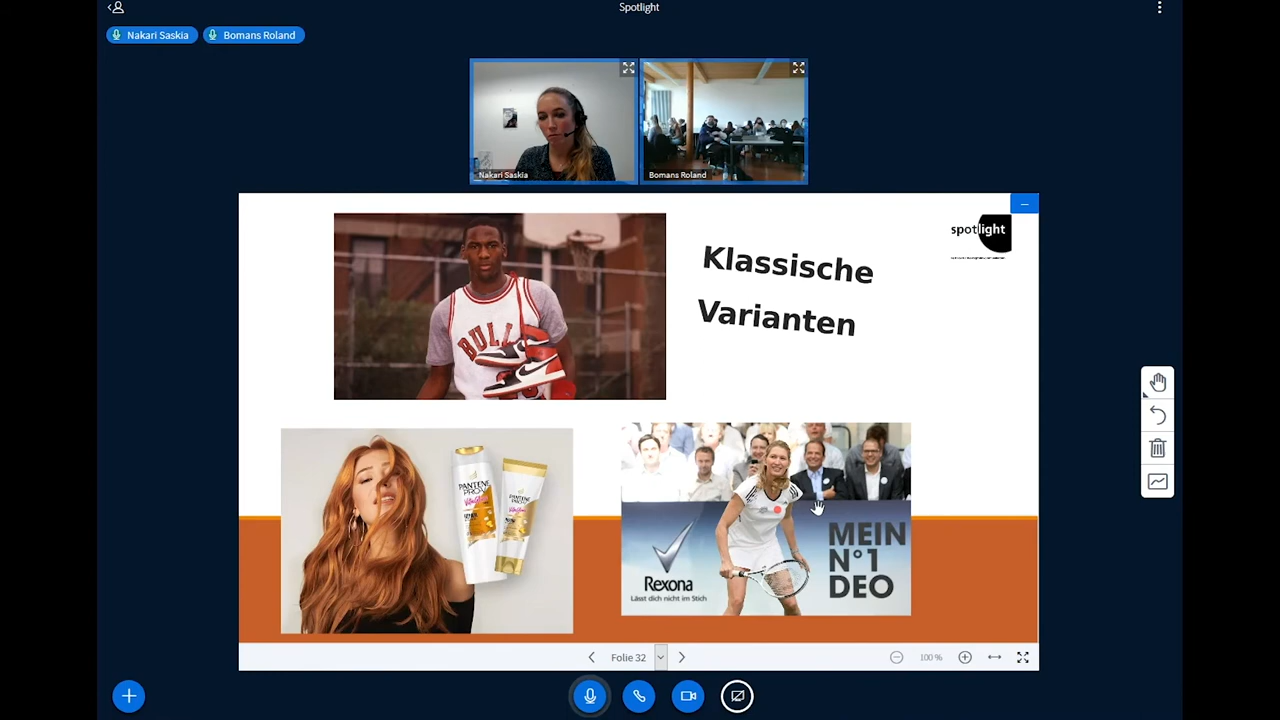 Spotlight
Nakari Saskia
Bomans Roland
Nakari Saskia
Bomans Roland
spotlight
Klassische
Varianten
BULL
PANTENE
PRO-V
PANTENE
PRO-V
Rexona
Lässt dich nicht im Stich
MEIN
N°1
DEO
Folie 32
100 %